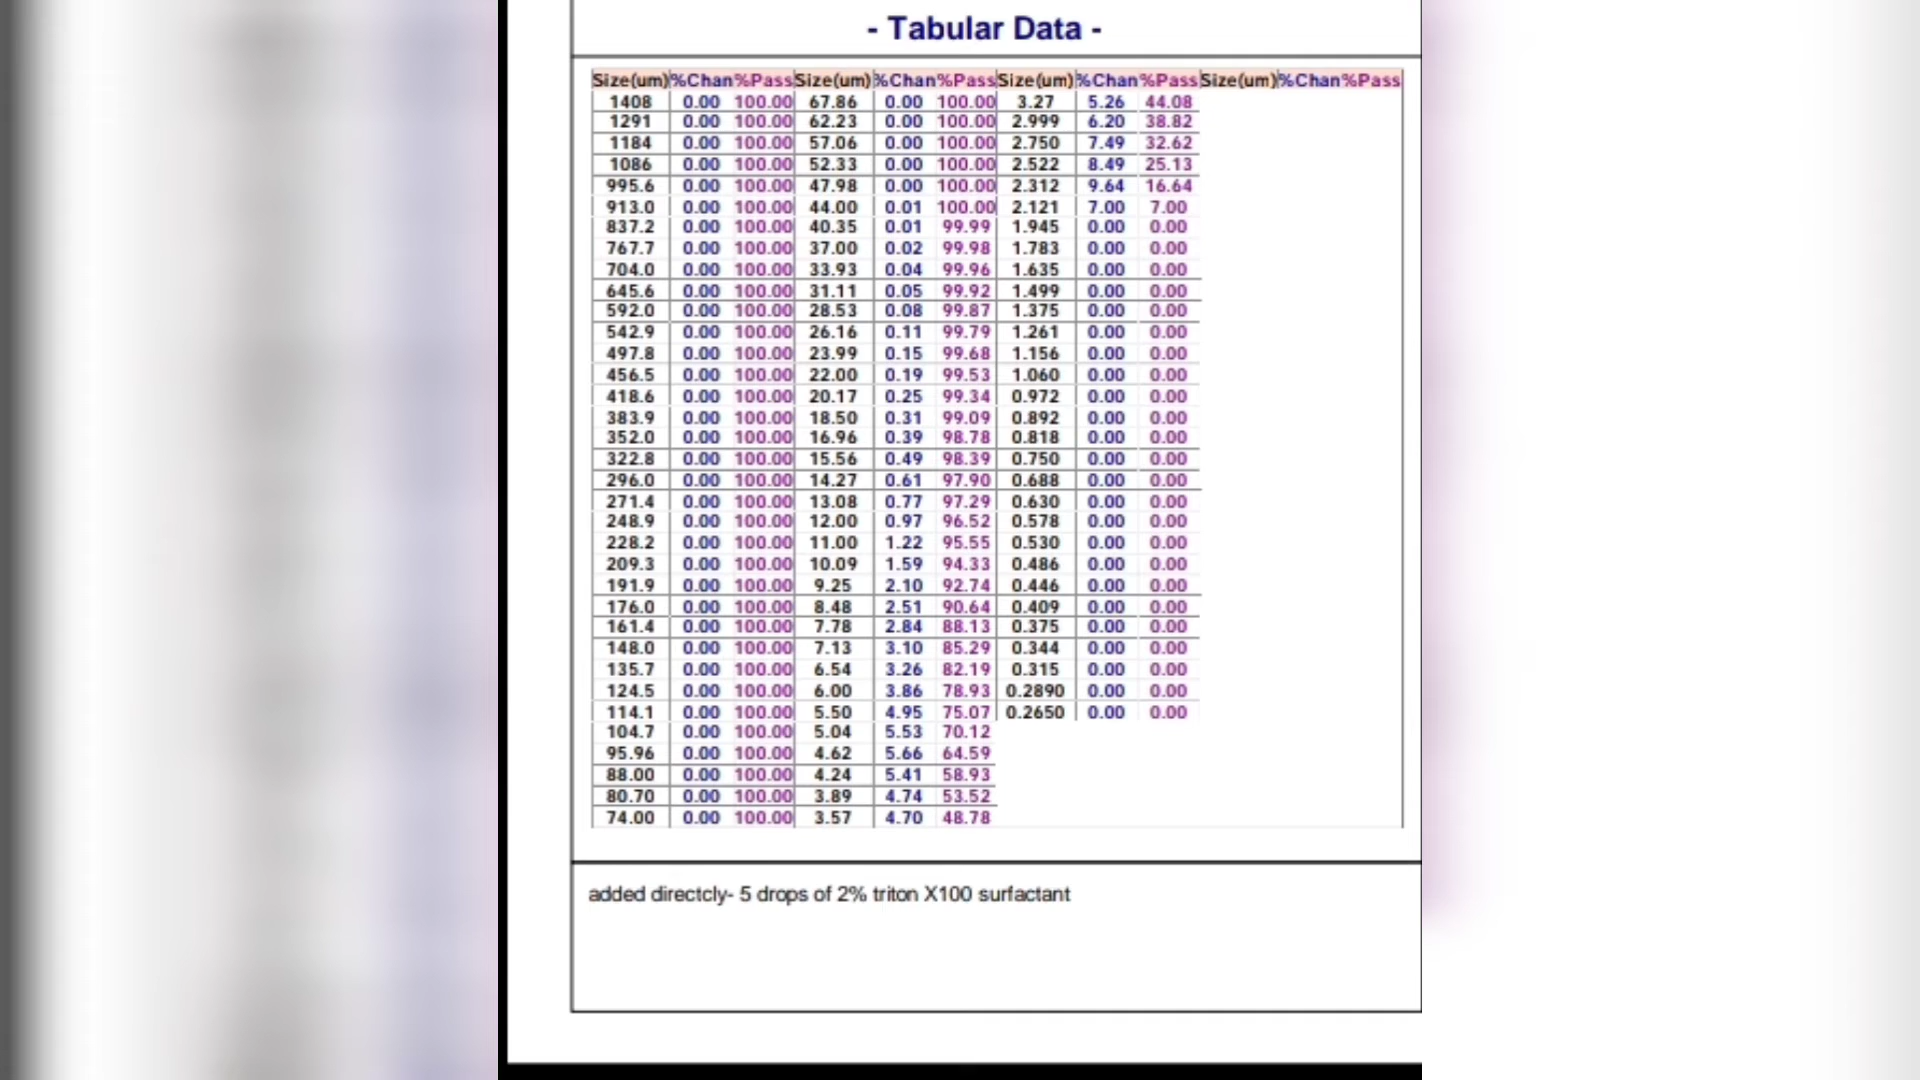 - Tabular Data -
Size(um) %Chan %Pass Size(um) %Chan %Pass Size(um) %Chan %Pass Size(um) %Chan %Pass
1408 0.00 100.00 67.86 0.00 100.00 3.27 5.26 44.08
1291 0.00 100.00 62.23 0.00 100.00 2.999 6.20 38.82
1184 0.00 100.00 57.06 0.00 100.00 2.750 7.49 32.62
1086 0.00 100.00 52.33 0.00 100.00 2.522 8.49 25.13
995.6 0.00 100.00 47.98 0.00 100.00 2.312 9.64 16.64
913.0 0.00 100.00 44.00 0.01 100.00 2.121 7.00 7.00
837.2 0.00 100.00 40.35 0.01 99.99 1.945 0.00 0.00
767.7 0.00 100.00 37.00 0.02 99.98 1.783 0.00 0.00
704.0 0.00 100.00 33.93 0.04 99.96 1.635 0.00 0.00
645.6 0.00 100.00 31.11 0.05 99.92 1.499 0.00 0.00
592.0 0.00 100.00 28.53 0.08 99.87 1.375 0.00 0.00
542.9 0.00 100.00 26.16 0.11 99.79 1.261 0.00 0.00
497.8 0.00 100.00 23.99 0.15 99.68 1.156 0.00 0.00
456.5 0.00 100.00 22.00 0.19 99.53 1.060 0.00 0.00
418.6 0.00 100.00 20.17 0.25 99.34 0.972 0.00 0.00
383.9 0.00 100.00 18.50 0.31 99.09 0.892 0.00 0.00
352.0 0.00 100.00 16.96 0.39 98.78 0.818 0.00 0.00
322.8 0.00 100.00 15.56 0.49 98.39 0.750 0.00 0.00
296.0 0.00 100.00 14.27 0.61 97.90 0.688 0.00 0.00
271.4 0.00 100.00 13.08 0.77 97.29 0.630 0.00 0.00
248.9 0.00 100.00 12.00 0.97 96.52 0.578 0.00 0.00
228.2 0.00 100.00 11.00 1.22 95.55 0.530 0.00 0.00
209.3 0.00 100.00 10.09 1.59 94.33 0.486 0.00 0.00
191.9 0.00 100.00 9.25 2.10 92.74 0.446 0.00 0.00
176.0 0.00 100.00 8.48 2.51 90.64 0.409 0.00 0.00
161.4 0.00 100.00 7.78 2.84 88.13 0.375 0.00 0.00
148.0 0.00 100.00 7.13 3.10 85.29 0.344 0.00 0.00
135.7 0.00 100.00 6.54 3.26 82.19 0.315 0.00 0.00
124.5 0.00 100.00 6.00 3.86 78.93 0.2890 0.00 0.00
114.1 0.00 100.00 5.50 4.95 75.07 0.2650 0.00 0.00
104.7 0.00 100.00 5.04 5.53 70.12
95.96 0.00 100.00 4.62 5.66 64.59
88.00 0.00 100.00 4.24 5.41 58.93
80.70 0.00 100.00 3.89 4.74 53.52
74.00 0.00 100.00 3.57 4.70 48.78
added directcly- 5 drops of 2% triton X100 surfactant